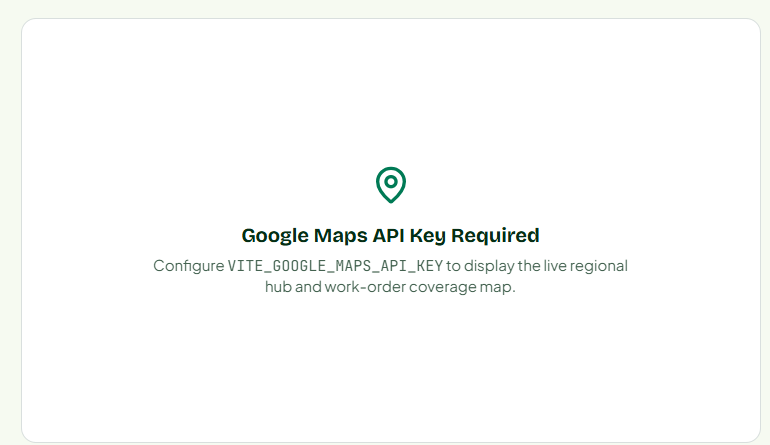 Google Maps API Key Required
Configure VITE_GOOGLE_MAPS_API_KEY to display the live regional
hub and work-order coverage map.